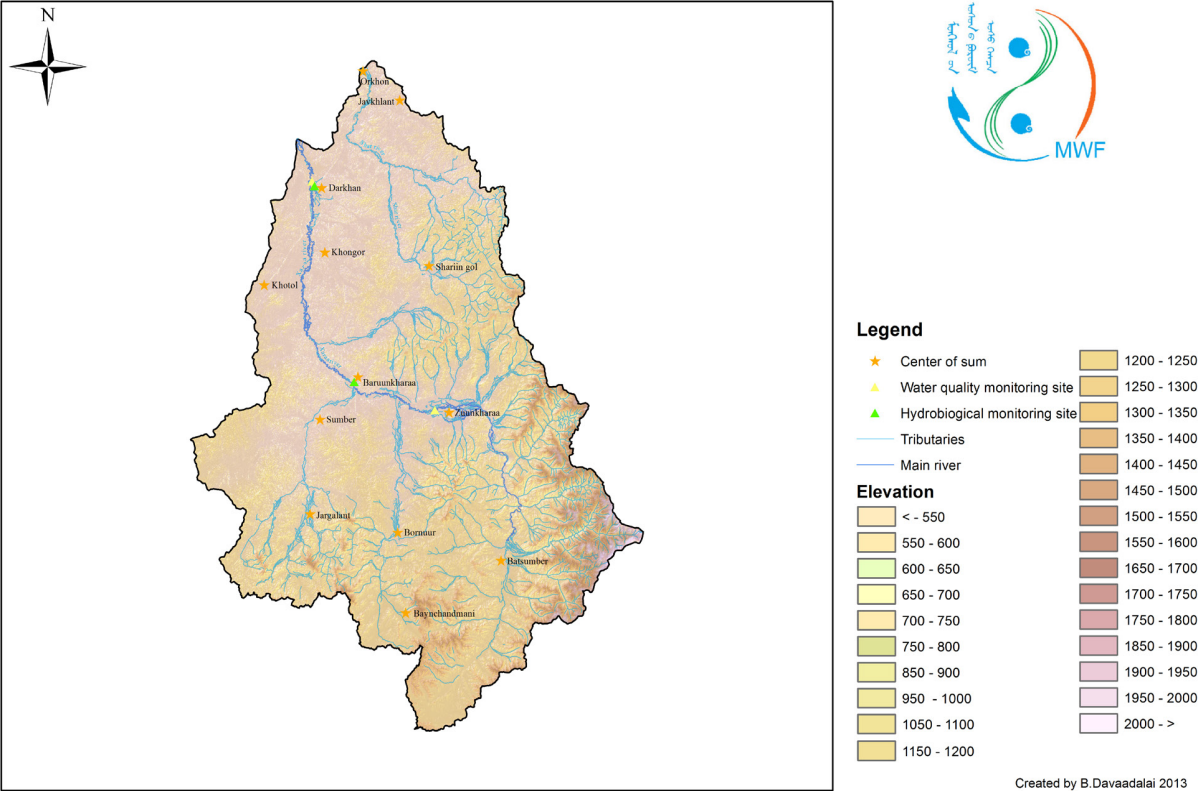 N
Orkhon
Javkhlant
Darkhan
Khongor
Shariin gol
Khotol
Baruunkharaa
Zuunkharaa
Sumber
Jargalant
Bornuur
Batsumber
Baynchandmani
MWF
Legend
Center of sum
Water quality monitoring site
Hydrobiogical monitoring site
Tributaries
Main river
Elevation
< - 550
550 - 600
600 - 650
650 - 700
700 - 750
750 - 800
850 - 900
950 - 1000
1050 - 1100
1150 - 1200
1200 - 1250
1250 - 1300
1300 - 1350
1350 - 1400
1400 - 1450
1450 - 1500
1500 - 1550
1550 - 1600
1650 - 1700
1700 - 1750
1750 - 1800
1850 - 1900
1900 - 1950
1950 - 2000
2000 - >
Created by B.Davaadalai 2013